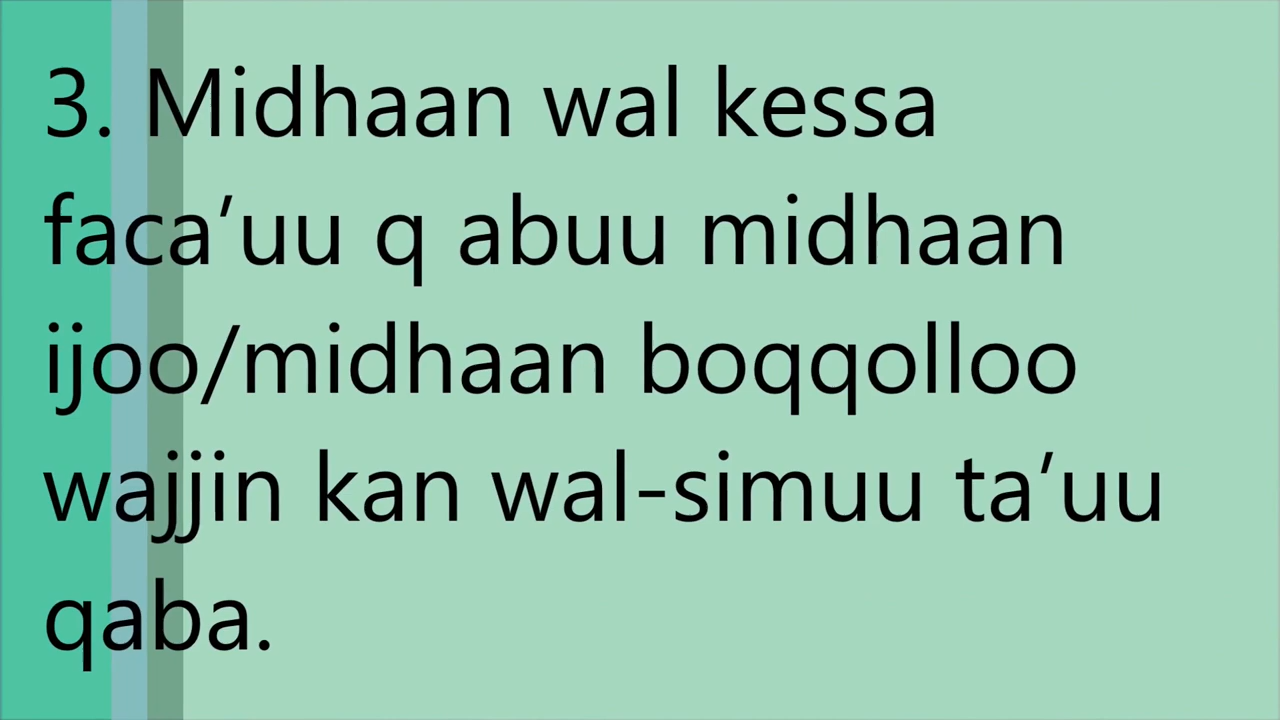 3. Midhaan wal kessa
faca’uu q abuu midhaan
ijoo/midhaan boqqolloo
wajjin kan wal-simuu ta’uu
qaba.